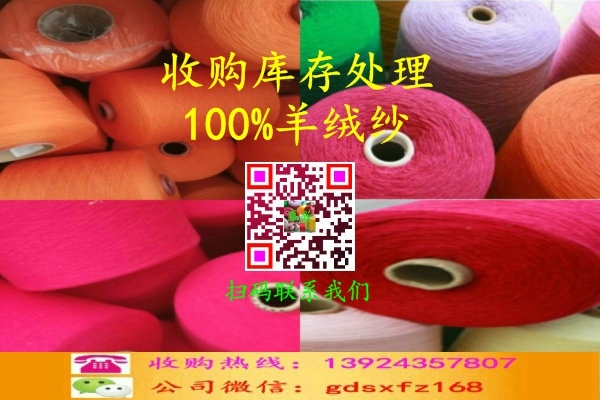 收购库存处理
100%羊绒纱
扫码联系我们
收购热线：13924357807
公司微信：gdsxfz168